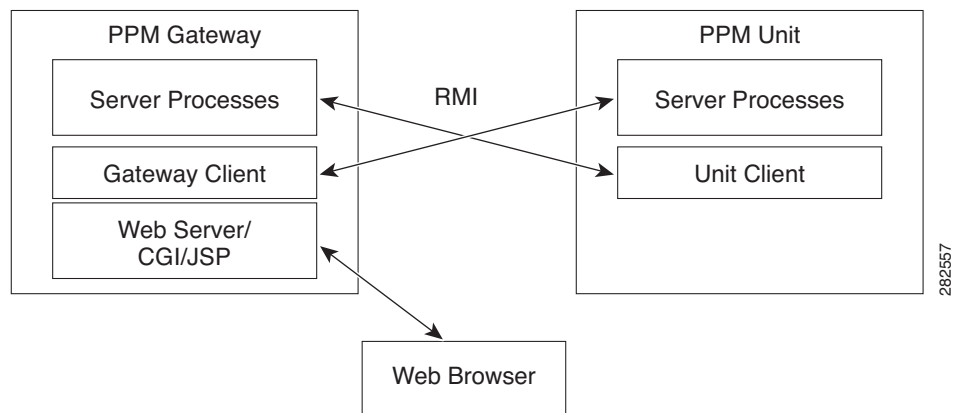 PPM Gateway
Server Processes
Gateway Client
Web Server/
CGI/JSP
RMI
PPM Unit
Server Processes
Unit Client
Web Browser
282557